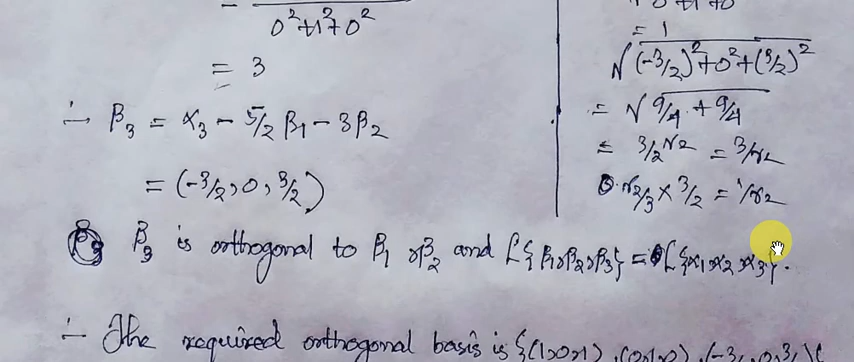 0²+1²+0²
= 3
∴ β₃ = α₃ - 5/2 β₁ - 3β₂
= (-3/2, 0, 3/2)
β₃ is orthogonal to β₁, β₂ and L{β₁, β₂, β₃} = L{α₁, α₂, α₃}.
∴ The required orthogonal basis is {(1,0,1), (0,1,0), (-3/2, 0, 3/2)}
= 1
√(-3/2)²+0²+(3/2)²
= √9/4 + 9/4
= 3/2 √2 = 3/√2
√2/3 × 3/2 = 1/√2